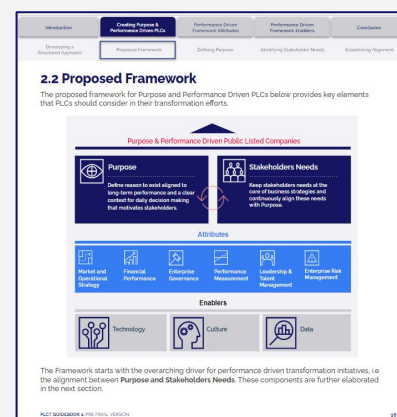 Introduction
Creating Purpose &
Performance Driven PLCs
Performance Driven
Framework Attributes
Performance Driven
Framework Enablers
Conclusion
Developing a
Structured Approach
Proposed Framework
Defining Purpose
Identifying Stakeholder Needs
Establishing Alignment
2.2 Proposed Framework
The proposed framework for Purpose and Performance Driven PLCs below provides key elements
that PLCs should consider in their transformation efforts.
Purpose & Performance Driven Public Listed Companies
Purpose
Define reason to exist aligned to
long-term performance and a clear
context for daily decision making
that motivates stakeholders.
Stakeholders Needs
Keep stakeholders needs at the
core of business strategies and
continuously align these needs
with Purpose.
Attributes
Market and
Operational
Strategy
Financial
Performance
Enterprise
Governance
Performance
Measurement
Leadership &
Talent
Management
Enterprise Risk
Management
Enablers
Technology
Culture
Data
The Framework starts with the overarching driver for performance driven transformation initiatives, i.e
the alignment between Purpose and Stakeholders Needs. These components are further elaborated
in the next section.
PLCT GUIDEBOOK 2: PRE FINAL VERSION